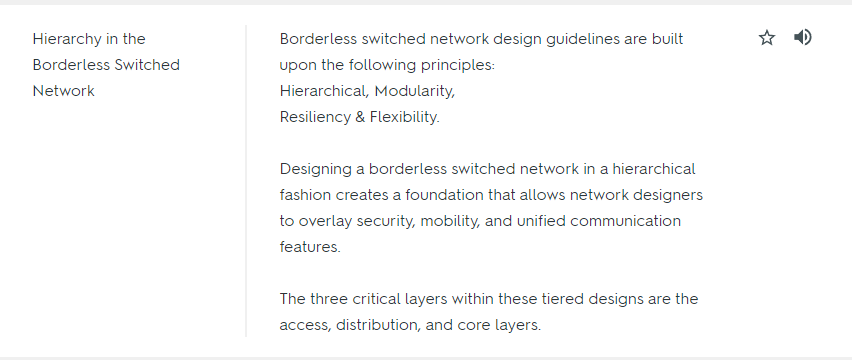 Hierarchy in the
Borderless Switched
Network
Borderless switched network design guidelines are built
upon the following principles:
Hierarchical, Modularity,
Resiliency & Flexibility.
Designing a borderless switched network in a hierarchical
fashion creates a foundation that allows network designers
to overlay security, mobility, and unified communication
features.
The three critical layers within these tiered designs are the
access, distribution, and core layers.